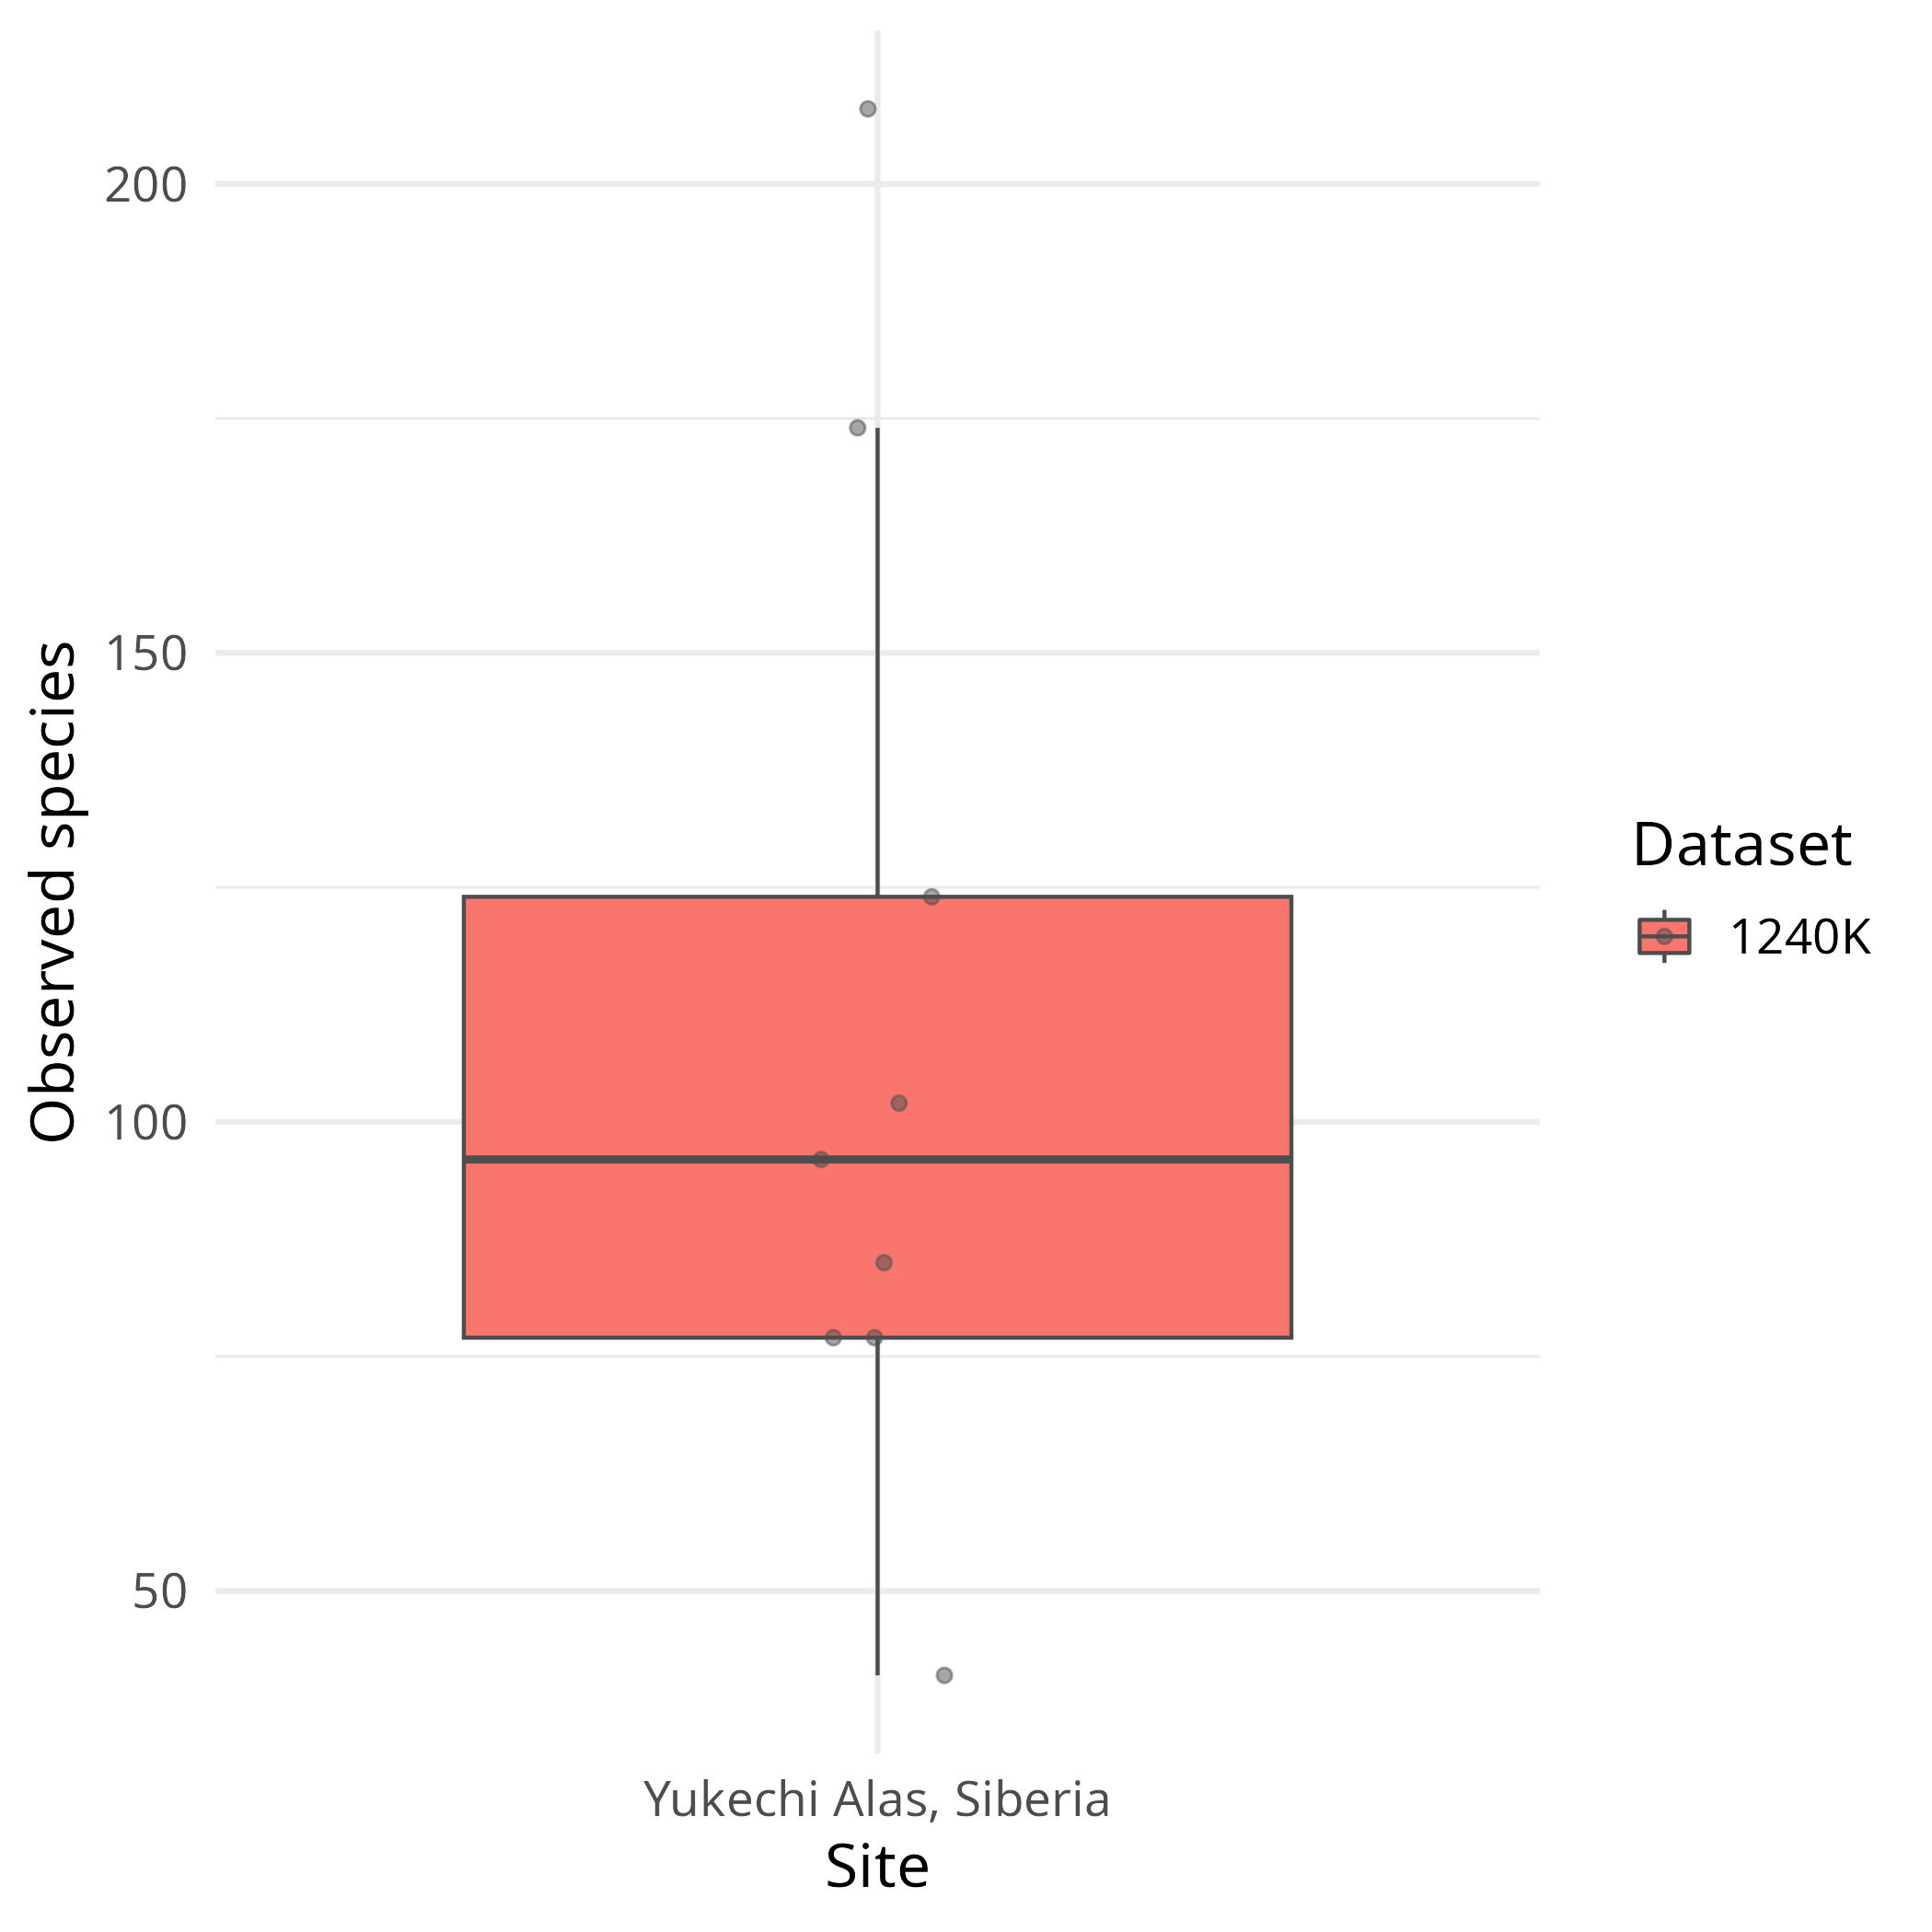 Observed species
200
150
100
50
Yukechi Alas, Siberia
Site
Dataset
1240K